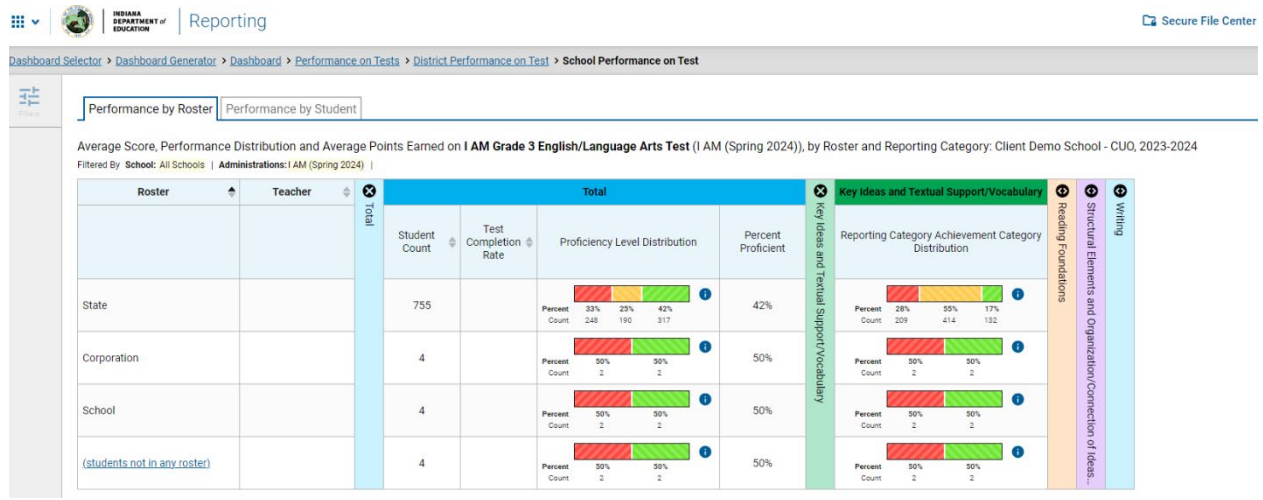 INDIANA
DEPARTMENT of
EDUCATION
Reporting
Secure File Center
Dashboard Selector > Dashboard Generator > Dashboard > Performance on Tests > District Performance on Test > School Performance on Test
Filters
Performance by Roster
Performance by Student
Average Score, Performance Distribution and Average Points Earned on I AM Grade 3 English/Language Arts Test (I AM (Spring 2024)), by Roster and Reporting Category: Client Demo School - CUO, 2023-2024
Filtered By School: All Schools | Administrations: I AM (Spring 2024) |
Roster Teacher Total Total Key Ideas and Textual Support/Vocabulary Key Ideas and Textual Support/Vocabulary Reading Foundations Structural Elements and Organization/Connection of Ideas... Writing
Student Count Test Completion Rate Proficiency Level Distribution Percent Proficient Reporting Category Achievement Category Distribution
State 755 42%
Percent 33% 25% 42% Percent 28% 55% 17%
Count 248 190 317 Count 209 414 132
Corporation 4 50%
Percent 50% 50% Percent 50% 50%
Count 2 2 Count 2 2
School 4 50%
Percent 50% 50% Percent 50% 50%
Count 2 2 Count 2 2
(students not in any roster) 4 50%
Percent 50% 50% Percent 50% 50%
Count 2 2 Count 2 2